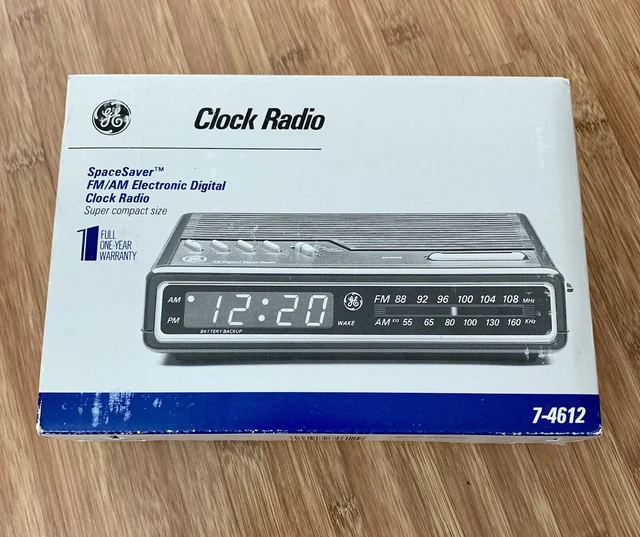 GE
Clock Radio
SpaceSaver™
FM/AM Electronic Digital
Clock Radio
Super compact size
1 FULL
ONE-YEAR
WARRANTY
AM
12:20
PM
BATTERY BACKUP
GE
WAKE
FM 88 92 96 100 104 108 MHz
AM X10 55 65 80 100 130 160 KHz
7-4612